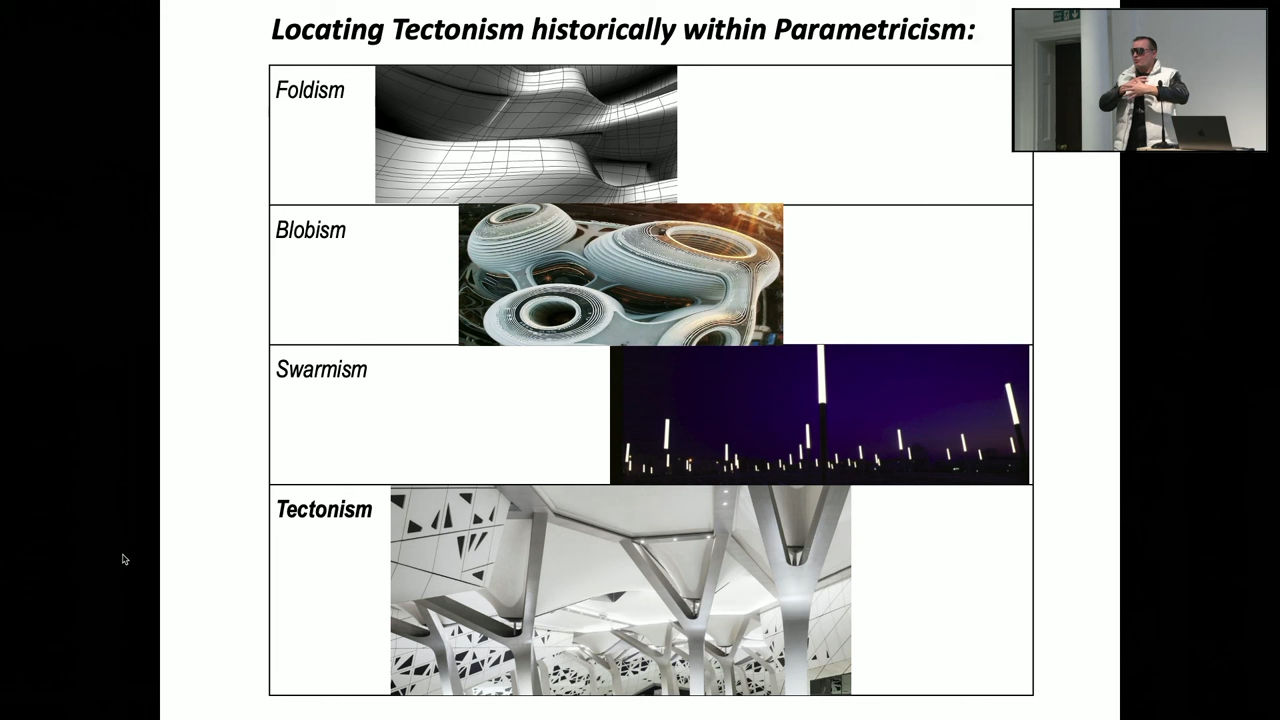 Locating Tectonism historically within Parametricism:
Foldism
Blobism
Swarmism
Tectonism